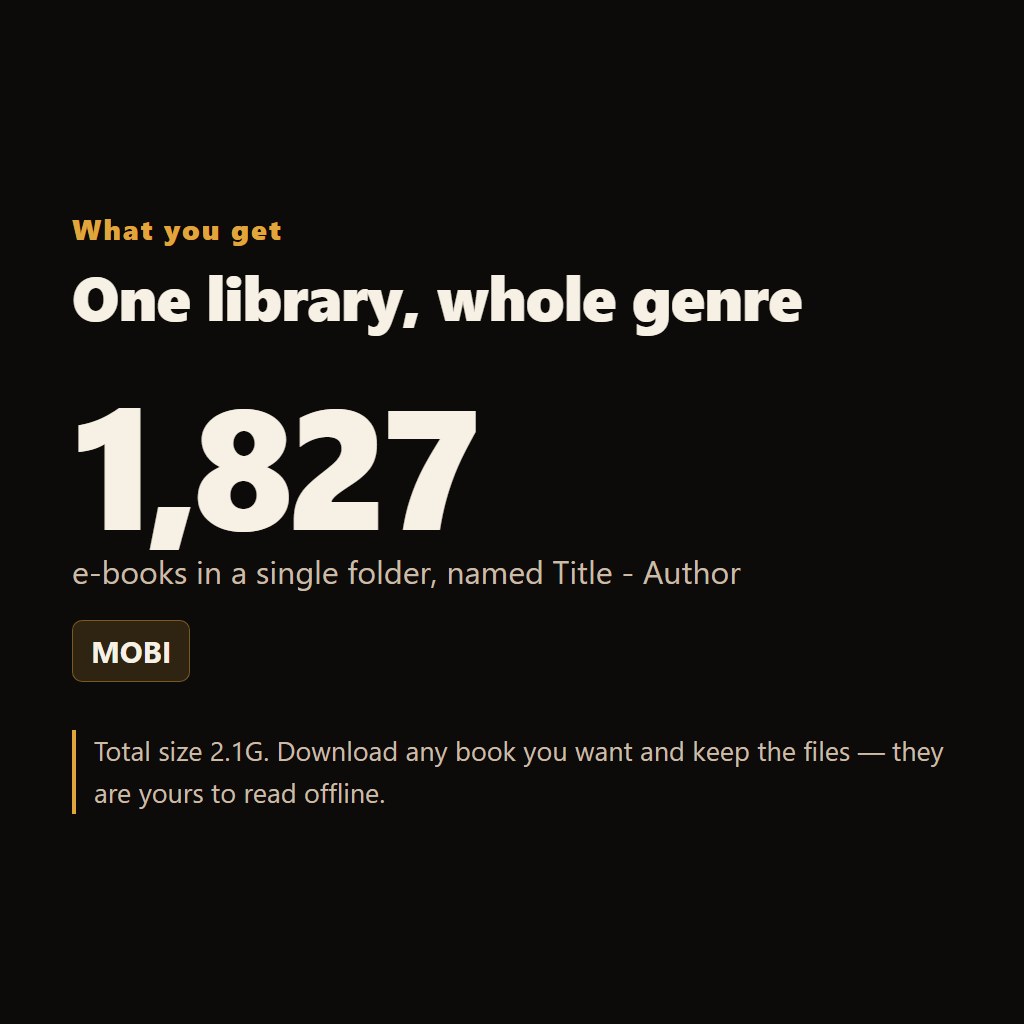 What you get
One library, whole genre
1,827
e-books in a single folder, named Title - Author
MOBI
Total size 2.1G. Download any book you want and keep the files — they
are yours to read offline.